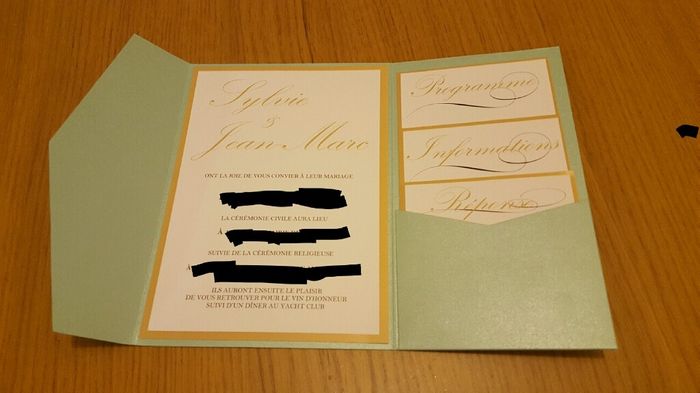 Sylvie
&
Jean-Marc
ONT LA JOIE DE VOUS CONVIER À LEUR MARIAGE
LA CÉRÉMONIE CIVILE AURA LIEU
À
SUIVIE DE LA CÉRÉMONIE RELIGIEUSE
À
ILS AURONT ENSUITE LE PLAISIR
DE VOUS RETROUVER POUR LE VIN D'HONNEUR
SUIVI D'UN DÎNER AU YACHT CLUB
Programme
Informations
Réponse